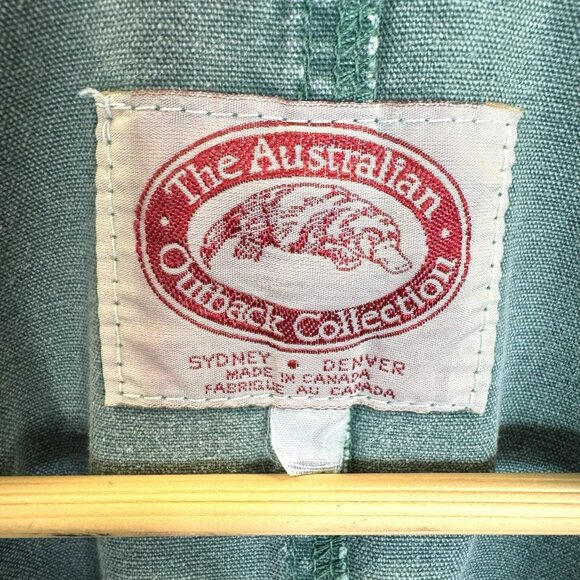 The Australian
Outback Collection
SYDNEY • DENVER
MADE IN CANADA
FABRIQUE AU CANADA